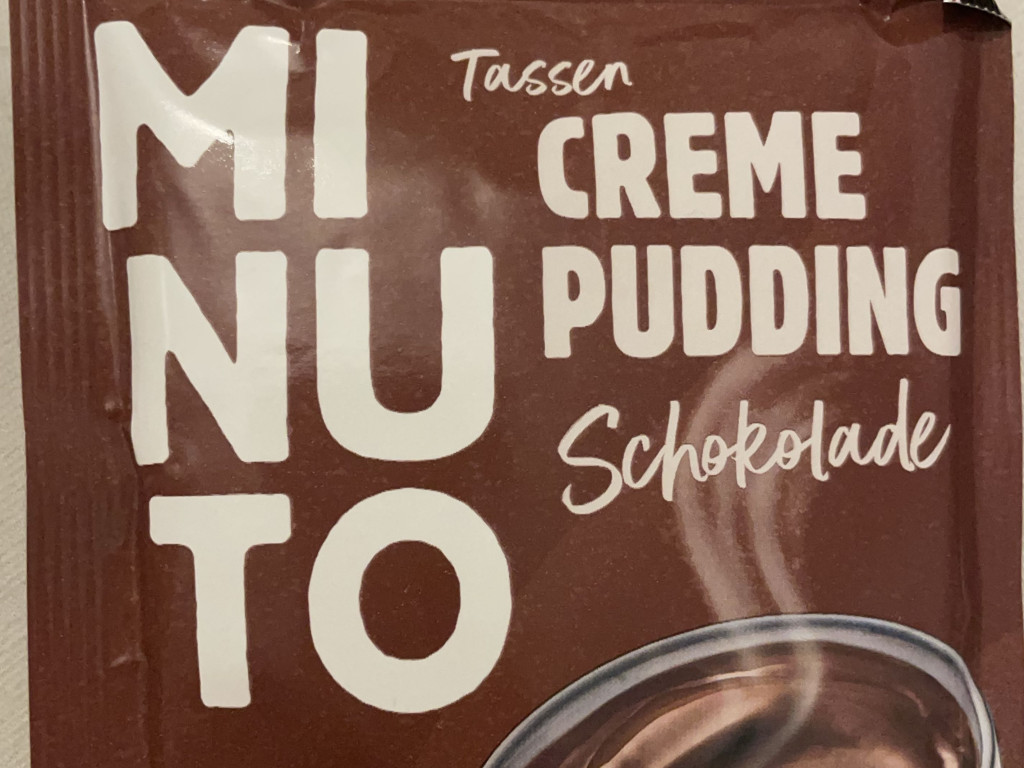 MI
NU
TO
Tassen
CREME
PUDDING
Schokolade